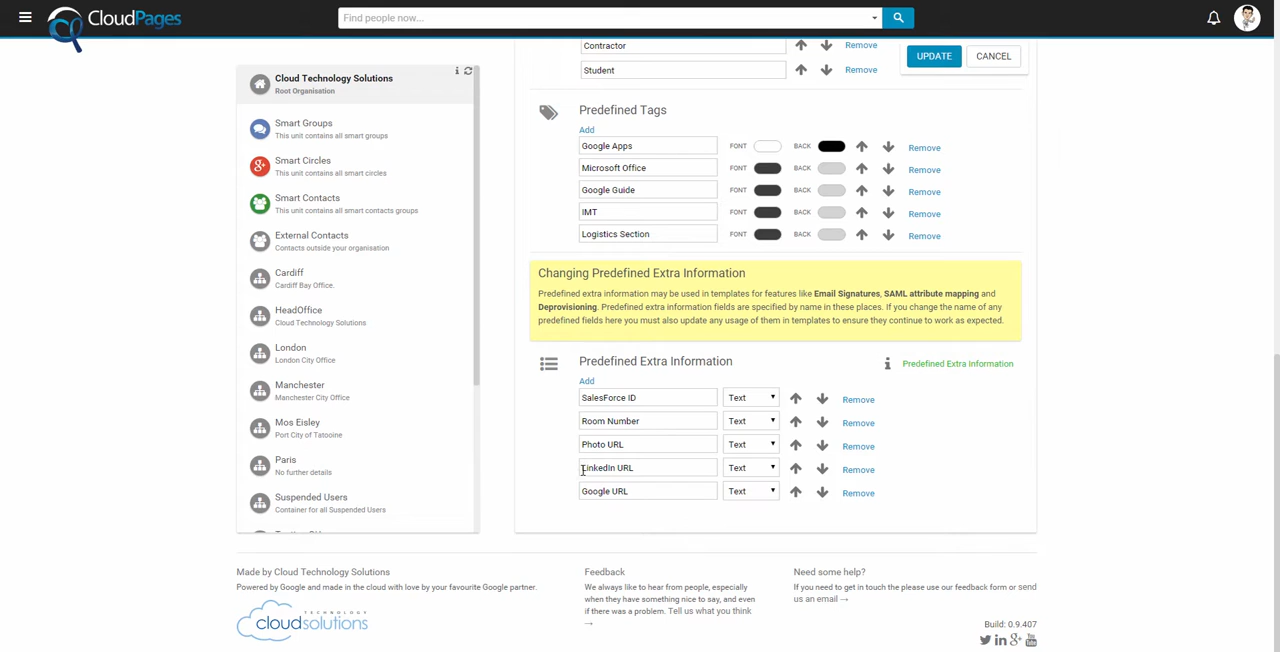 CloudPages
Find people now...
Contractor
Remove
UPDATE
CANCEL
Student
Remove
Cloud Technology Solutions
Root Organisation
Smart Groups
This unit contains all smart groups
Smart Circles
This unit contains all smart circles
Smart Contacts
This unit contains all smart contacts groups
External Contacts
Contacts outside your organisation
Cardiff
Cardiff Bay Office.
HeadOffice
Cloud Technology Solutions
London
London City Office
Manchester
Manchester City Office
Mos Eisley
Port City of Tatooine
Paris
No further details
Suspended Users
Container for all Suspended Users
Predefined Tags
Add
Google Apps FONT BACK Remove
Microsoft Office FONT BACK Remove
Google Guide FONT BACK Remove
IMT FONT BACK Remove
Logistics Section FONT BACK Remove
Changing Predefined Extra Information
Predefined extra information may be used in templates for features like Email Signatures, SAML attribute mapping and
Deprovisioning. Predefined extra information fields are specified by name in these places. If you change the name of any
predefined fields here you must also update any usage of them in templates to ensure they continue to work as expected.
Predefined Extra Information
Predefined Extra Information
Add
SalesForce ID Text Remove
Room Number Text Remove
Photo URL Text Remove
LinkedIn URL Text Remove
Google URL Text Remove
Made by Cloud Technology Solutions
Powered by Google and made in the cloud with love by your favourite Google partner.
TECHNOLOGY
cloudsolutions
Feedback
We always to hear from people, especially
when they have something nice to say, and even
if there was a problem. Tell us what you think
→
Need some help?
If you need to get in touch the please use our feedback form or send
us an email →
Build: 0.9.407